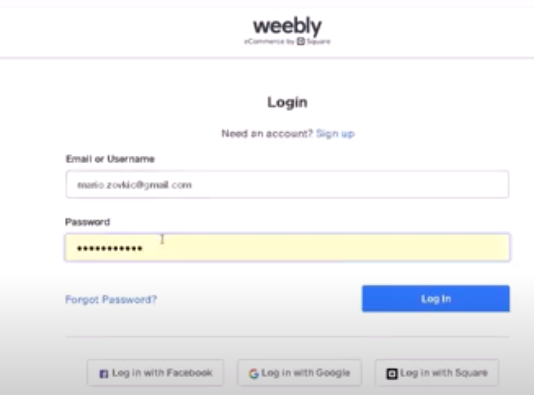 weebly
eCommerce by Square
Login
Need an account? Sign up
Email or Username
mario.zovkic@gmail.com
Password
•••••••••••
Forgot Password?
Log In
Log in with Facebook
G Log in with Google
Log in with Square